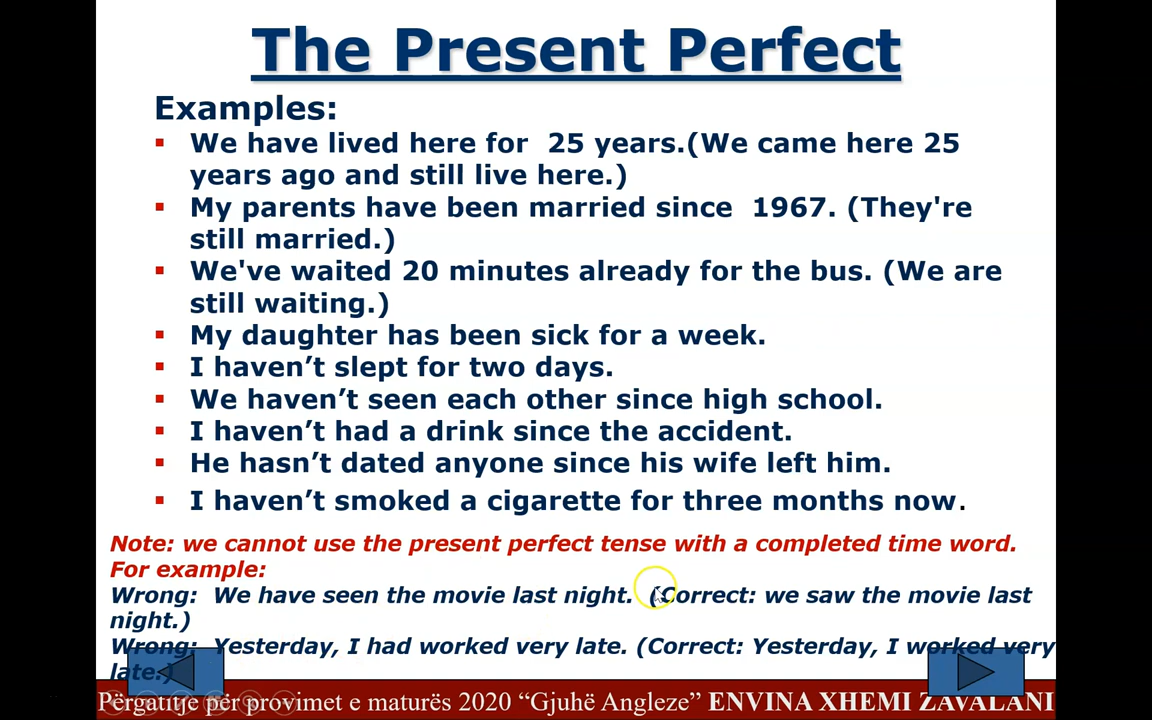 The Present Perfect
Examples:
▪ We have lived here for 25 years.(We came here 25
years ago and still live here.)
▪ My parents have been married since 1967. (They're
still married.)
▪ We've waited 20 minutes already for the bus. (We are
still waiting.)
▪ My daughter has been sick for a week.
▪ I haven’t slept for two days.
▪ We haven’t seen each other since high school.
▪ I haven’t had a drink since the accident.
▪ He hasn’t dated anyone since his wife left him.
▪ I haven’t smoked a cigarette for three months now.
Note: we cannot use the present perfect tense with a completed time word.
For example:
Wrong: We have seen the movie last night. (Correct: we saw the movie last
night.)
Wrong: Yesterday, I had worked very late. (Correct: Yesterday, I worked very
late.)
Përgatitje për provimet e maturës 2020 “Gjuhë Angleze” ENVINA XHEMI ZAVALANI